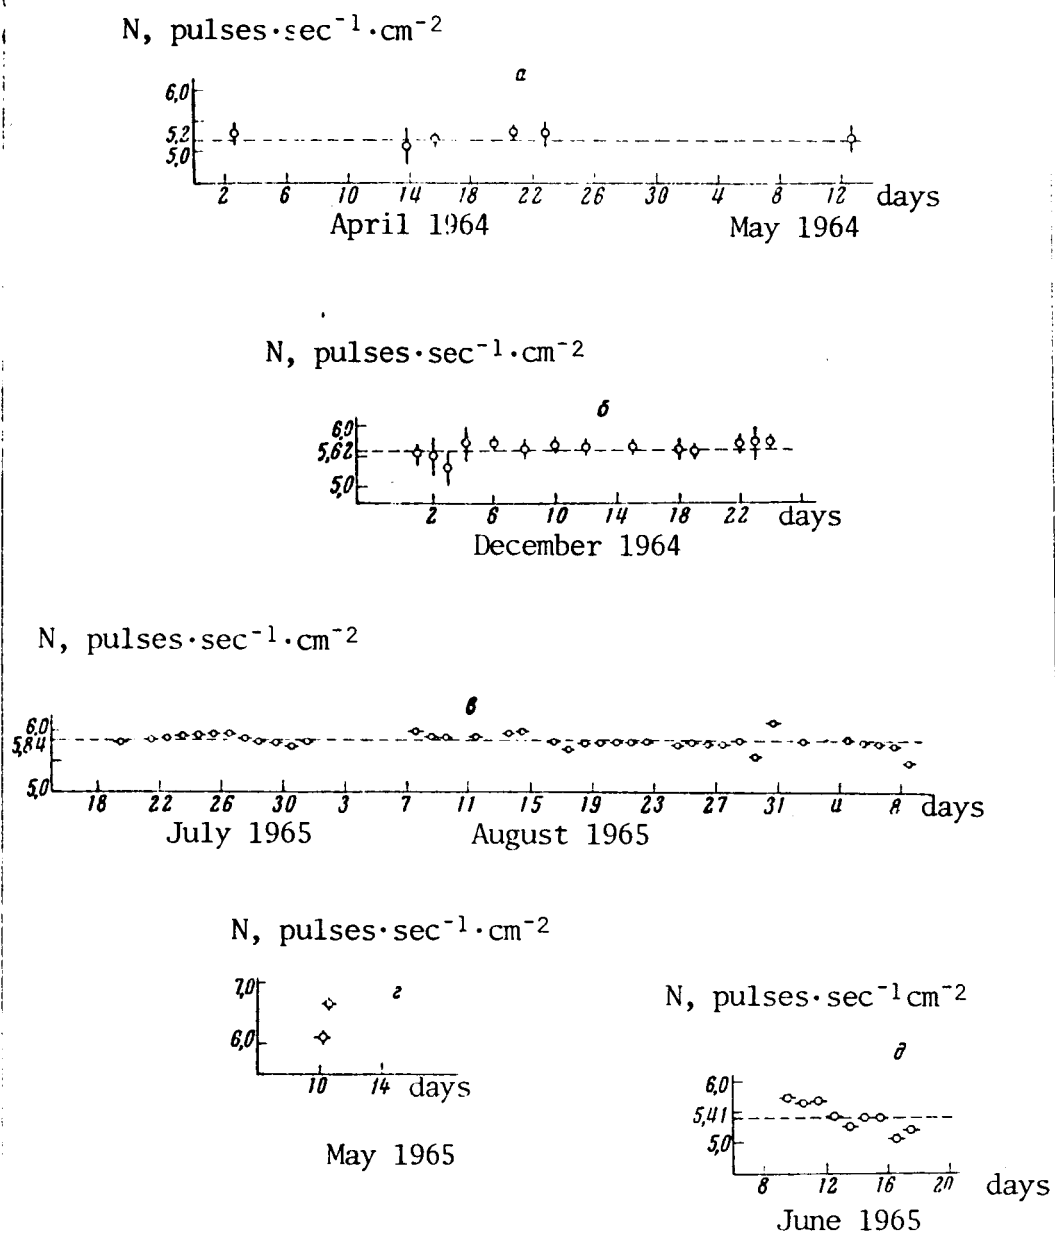 N, pulses·sec⁻¹·cm⁻²
а
6,0
5,2
5,0
2 6 10 14 18 22 26 30 4 8 12 days
April 1964 May 1964
N, pulses·sec⁻¹·cm⁻²
б
6,0
5,62
5,0
2 6 10 14 18 22 days
December 1964
N, pulses·sec⁻¹·cm⁻²
в
6,0
5,84
5,0
18 22 26 30 3 7 11 15 19 23 27 31 4 8 days
July 1965 August 1965
N, pulses·sec⁻¹·cm⁻²
7,0 г
6,0
10 14 days
May 1965
N, pulses·sec⁻¹cm⁻²
д
6,0
5,41
5,0
8 12 16 20 days
June 1965